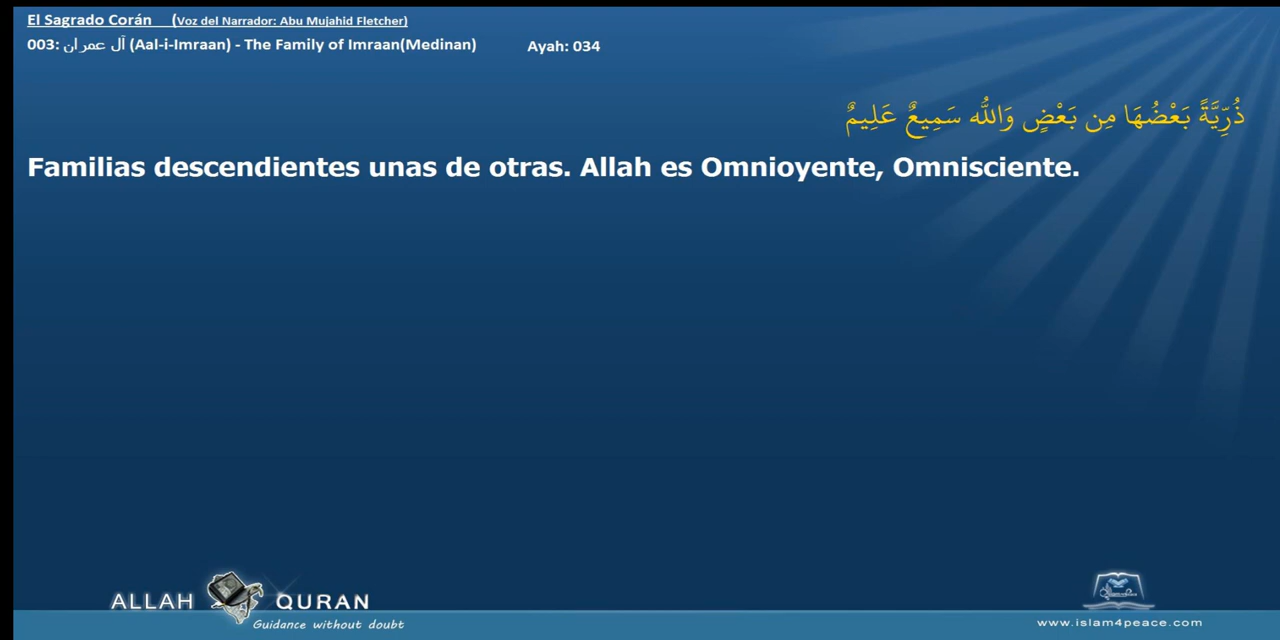 El Sagrado Corán (Voz del Narrador: Abu Mujahid Fletcher)
003: آل عمران (Aal-i-Imraan) - The Family of Imraan(Medinan) Ayah: 034
ذُرِّيَّةً بَعْضُهَا مِن بَعْضٍ وَاللَّه سَمِيعٌ عَلِيمٌ
Familias descendientes unas de otras. Allah es Omnioyente, Omnisciente.
ALLAH QURAN
Guidance without doubt
www.islam4peace.com